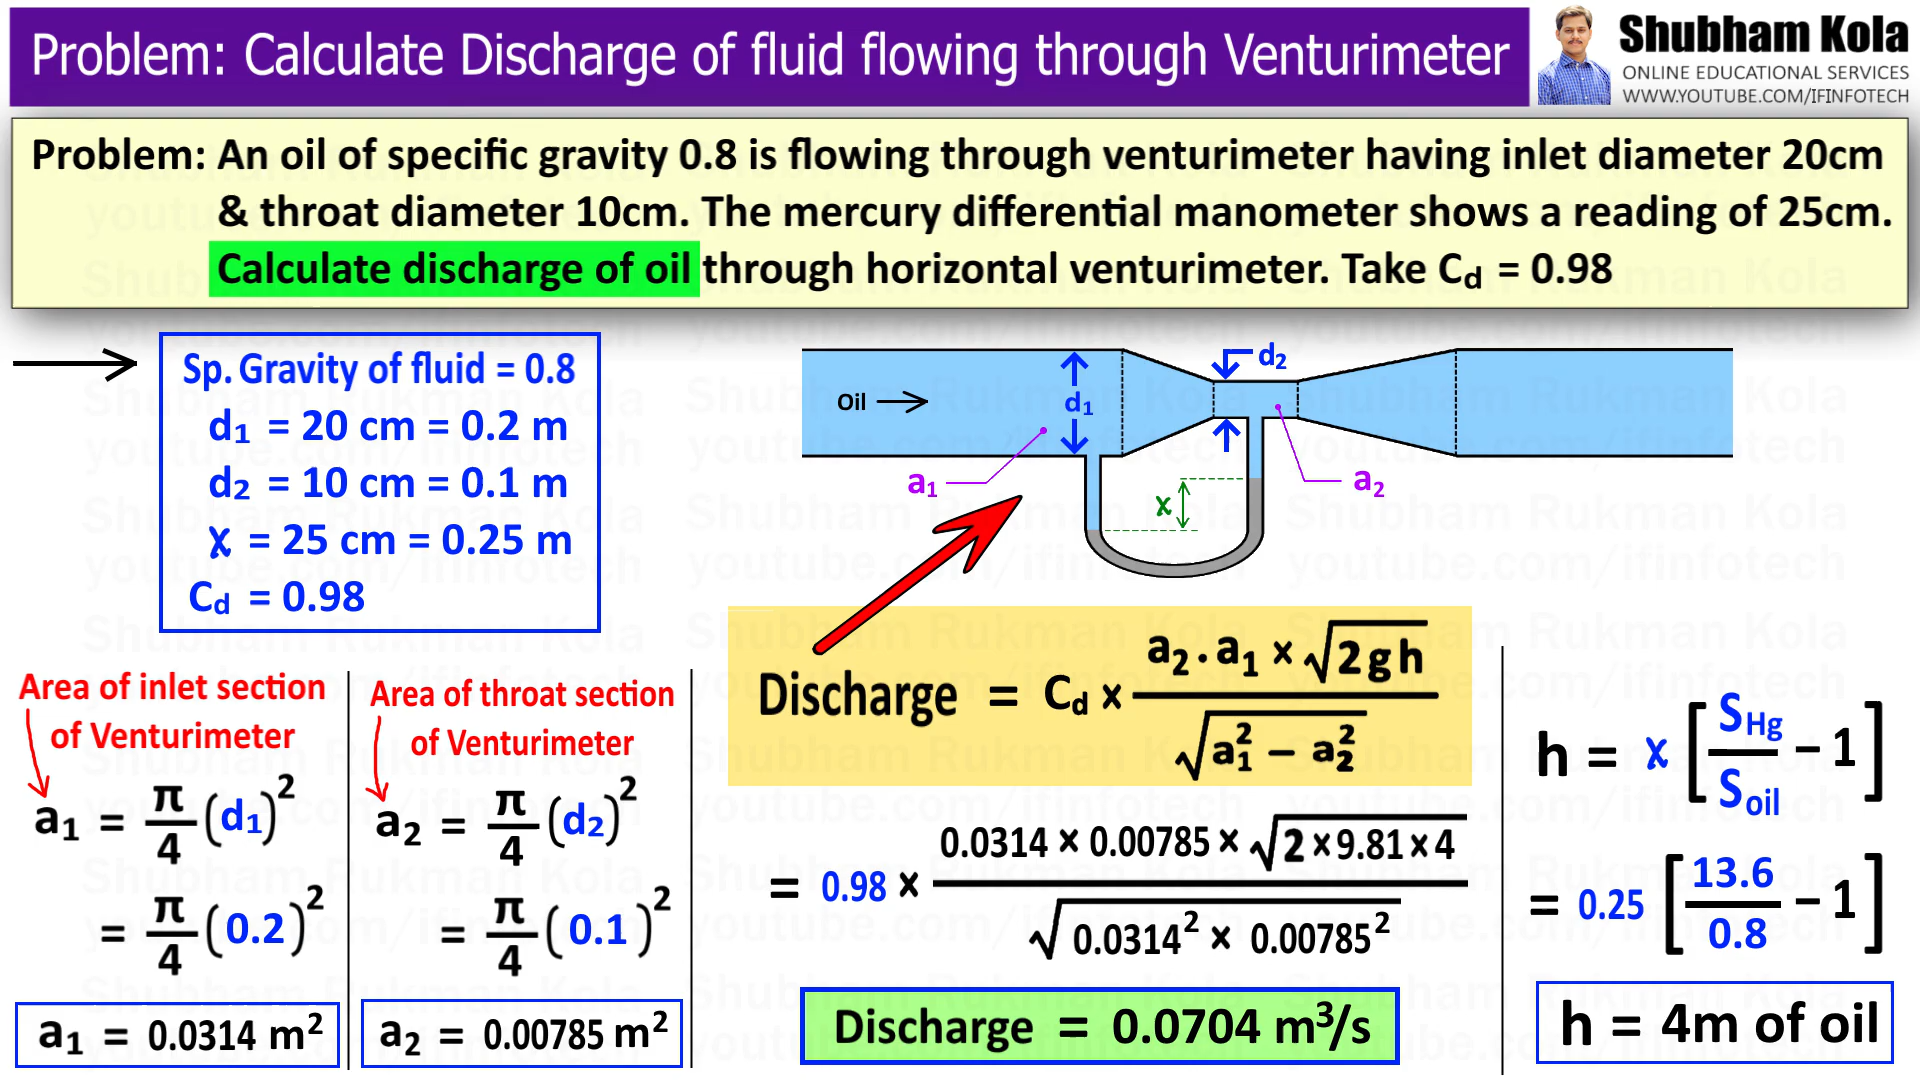 Problem: Calculate Discharge of fluid flowing through Venturimeter
Shubham Kola
ONLINE EDUCATIONAL SERVICES
WWW.YOUTUBE.COM/IFINFOTECH
Problem: An oil of specific gravity 0.8 is flowing through venturimeter having inlet diameter 20cm
& throat diameter 10cm. The mercury differential manometer shows a reading of 25cm.
Calculate discharge of oil through horizontal venturimeter. Take Cd = 0.98
Sp. Gravity of fluid = 0.8
d1 = 20 cm = 0.2 m
d2 = 10 cm = 0.1 m
x = 25 cm = 0.25 m
Cd = 0.98
Oil
d1
d2
a1
a2
x
Area of inlet section
of Venturimeter
a1 = π/4 (d1)²
= π/4 (0.2)²
a1 = 0.0314 m²
Area of throat section
of Venturimeter
a2 = π/4 (d2)²
= π/4 (0.1)²
a2 = 0.00785 m²
Discharge = Cd × a2 . a1 × √2gh / √a1² − a2²
= 0.98 × 0.0314 × 0.00785 × √2 × 9.81 × 4 / √0.0314² × 0.00785²
Discharge = 0.0704 m³/s
h = x [SHg / Soil − 1]
= 0.25 [13.6 / 0.8 − 1]
h = 4m of oil
Shubham Rukman Kola
youtube.com/ifinfotech